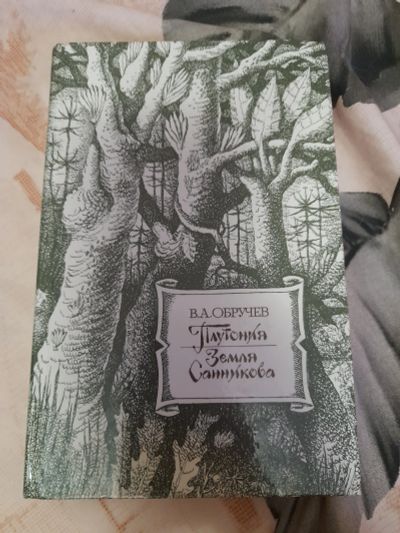 В.А.ОБРУЧЕВ
Плутония
Земля
Санникова